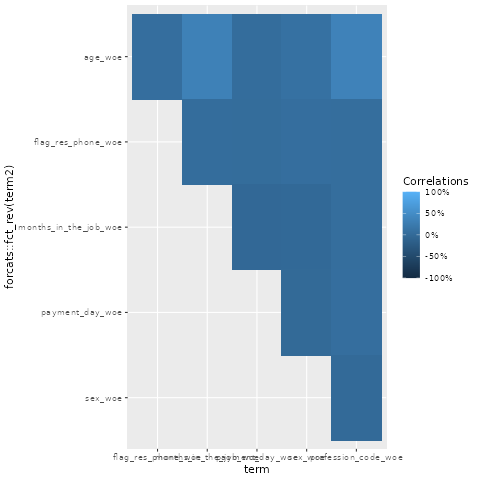 age_woe
flag_res_phone_woe
months_in_the_job_woe
payment_day_woe
sex_woe
forcats::fct_rev(term2)
Correlations
100%
50%
0%
-50%
-100%
term